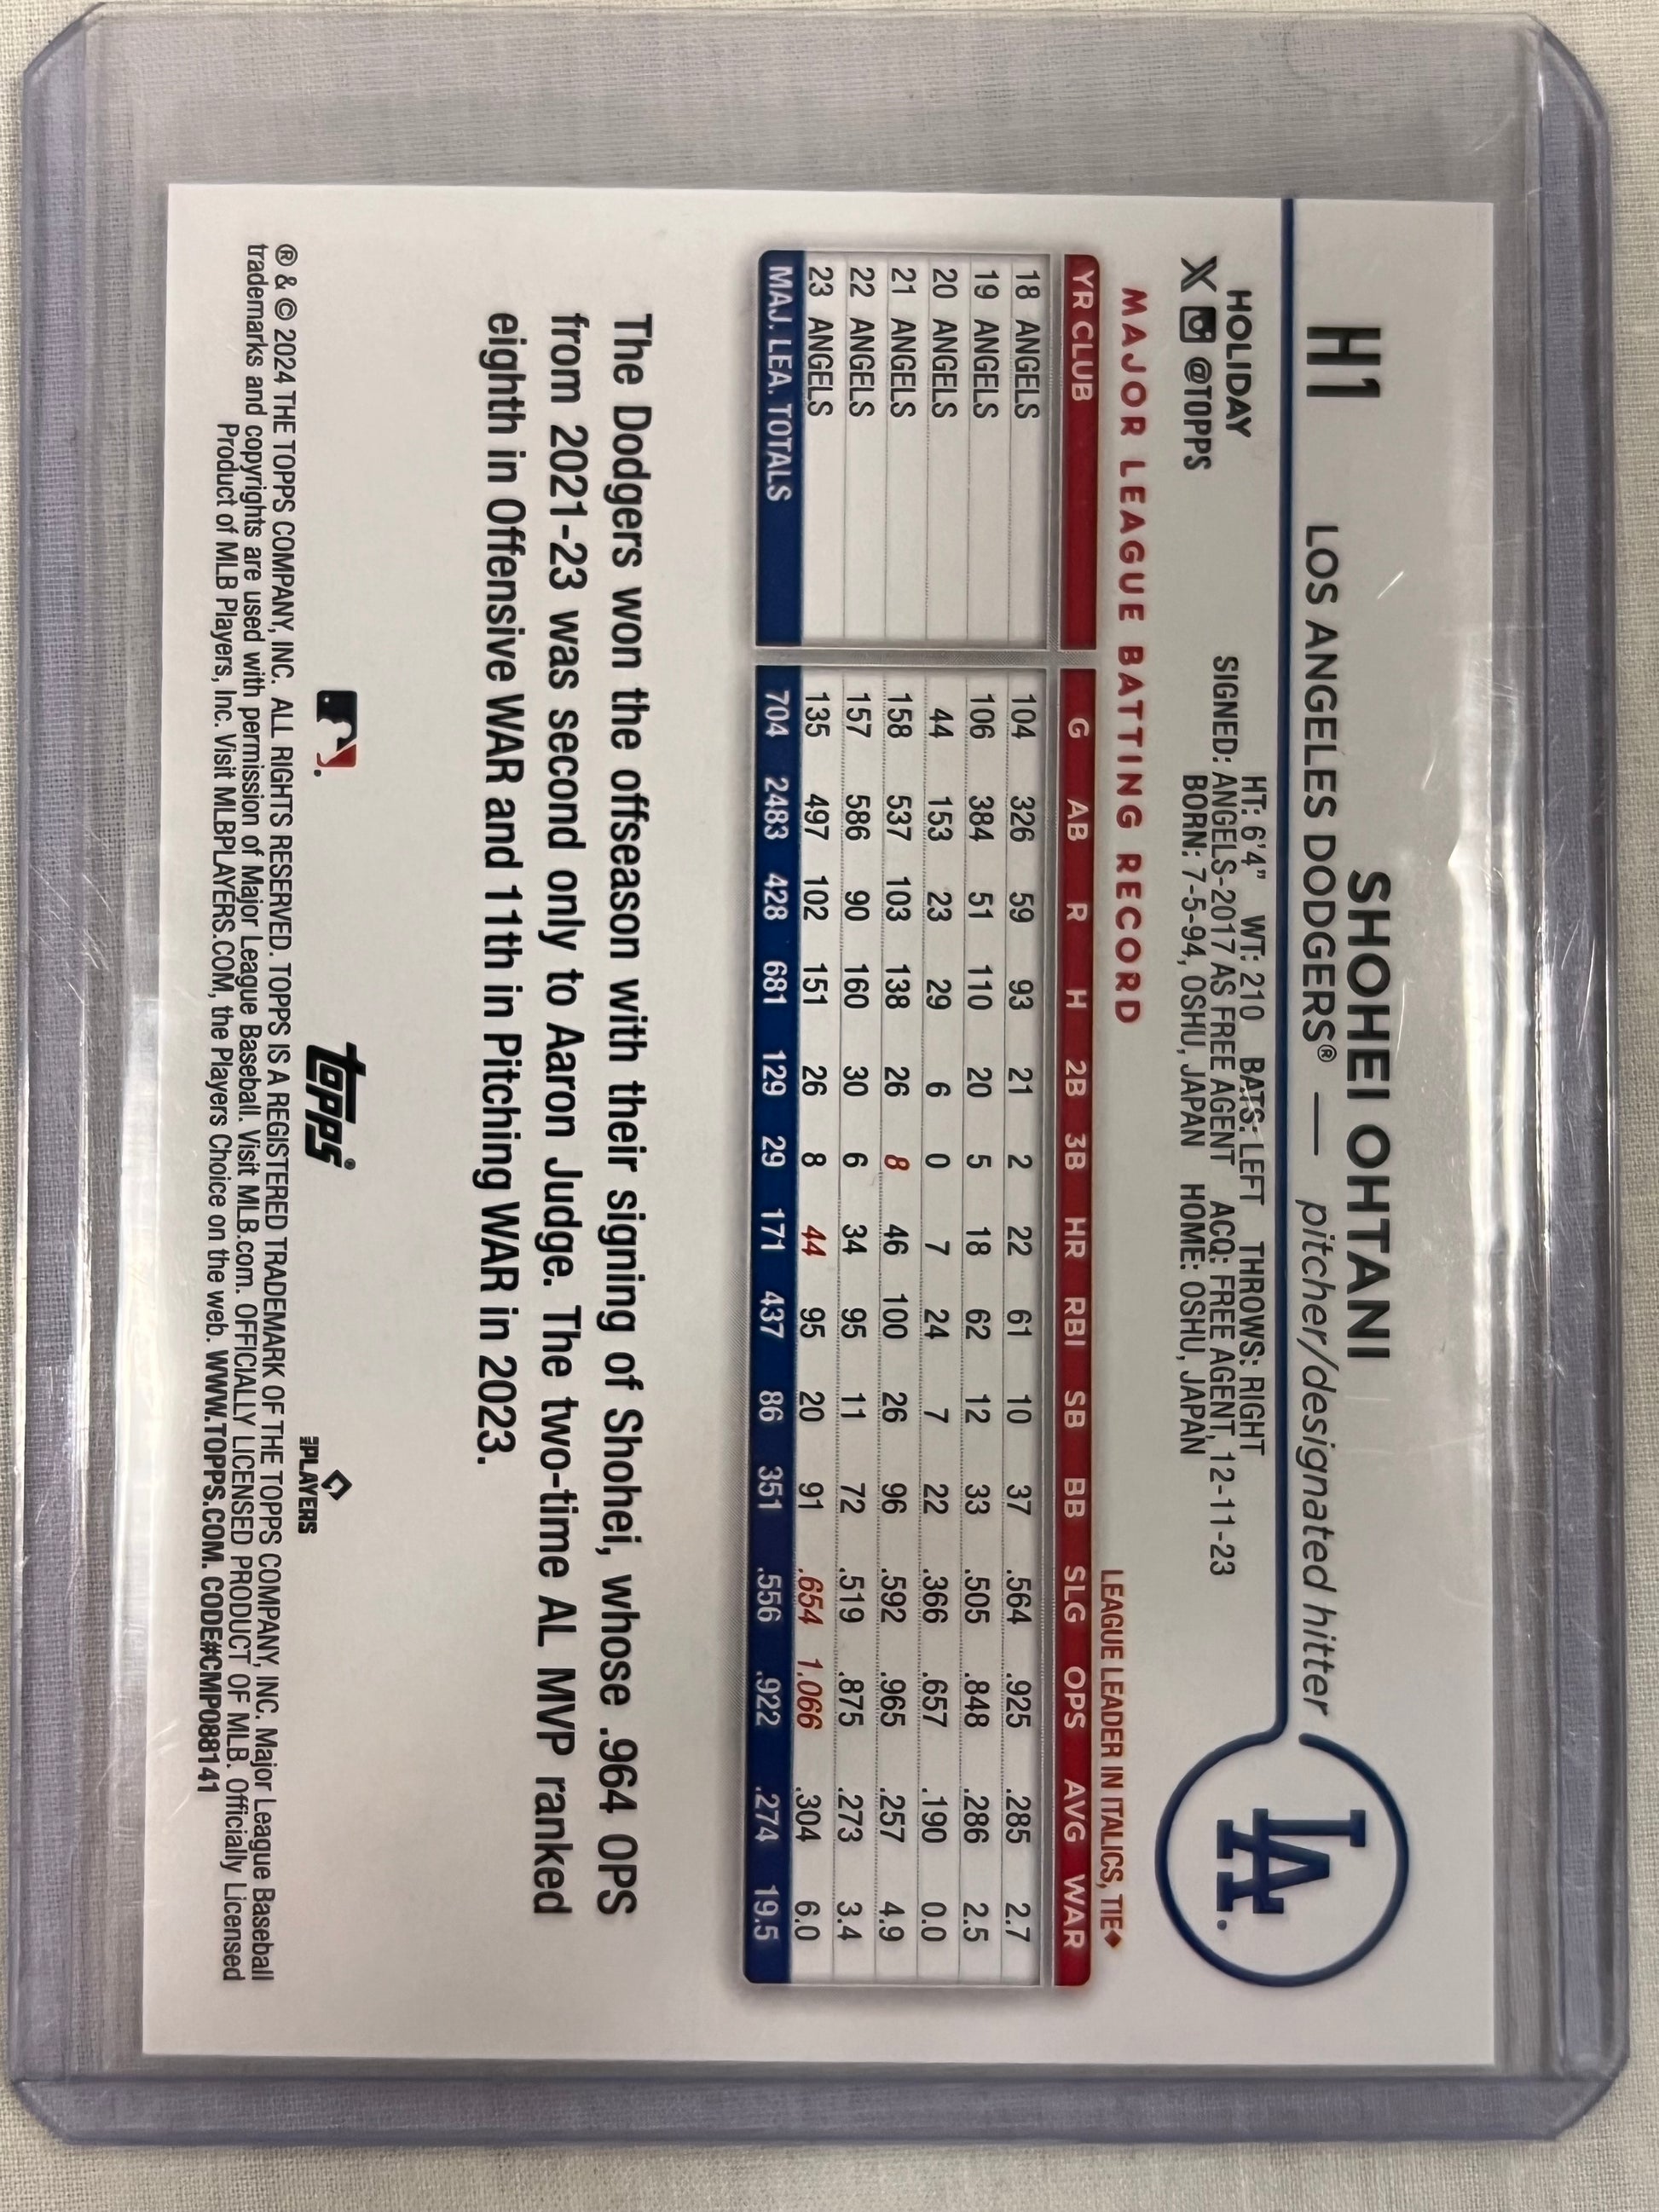 H1
SHOHEI OHTANI
LOS ANGELES DODGERS® — pitcher/designated hitter
LA
HOLIDAY
X @TOPPS
HT: 6'4" WT: 210 BATS: LEFT THROWS: RIGHT
SIGNED: ANGELS-2017 AS FREE AGENT ACQ: FREE AGENT, 12-11-23
BORN: 7-5-94, OSHU, JAPAN HOME: OSHU, JAPAN
MAJOR LEAGUE BATTING RECORD
LEAGUE LEADER IN ITALICS, TIE◆
YR CLUB G AB R H 2B 3B HR RBI SB BB SLG OPS AVG WAR
18 ANGELS 104 326 59 93 21 2 22 61 10 37 .564 .925 .285 2.7
19 ANGELS 106 384 51 110 20 5 18 62 12 33 .505 .848 .286 2.5
20 ANGELS 44 153 23 29 6 0 7 24 7 22 .366 .657 .190 0.0
21 ANGELS 158 537 103 138 26 8 46 100 26 96 .592 .965 .257 4.9
22 ANGELS 157 586 90 160 30 6 34 95 11 72 .519 .875 .273 3.4
23 ANGELS 135 497 102 151 26 8 44 95 20 91 .654 1.066 .304 6.0
MAJ. LEA. TOTALS 704 2483 428 681 129 29 171 437 86 351 .556 .922 .274 19.5
The Dodgers won the offseason with their signing of Shohei, whose .964 OPS
from 2021-23 was second only to Aaron Judge. The two-time AL MVP ranked
eighth in Offensive WAR and 11th in Pitching WAR in 2023.
topps®
MLB PLAYERS
® & © 2024 THE TOPPS COMPANY, INC. ALL RIGHTS RESERVED. TOPPS IS A REGISTERED TRADEMARK OF THE TOPPS COMPANY, INC. Major League Baseball
trademarks and copyrights are used with permission of Major League Baseball. Visit MLB.com. OFFICIALLY LICENSED PRODUCT OF MLB. Officially Licensed
Product of MLB Players, Inc. Visit MLBPLAYERS.COM, the Players Choice on the web. WWW.TOPPS.COM. CODE#CMP088141